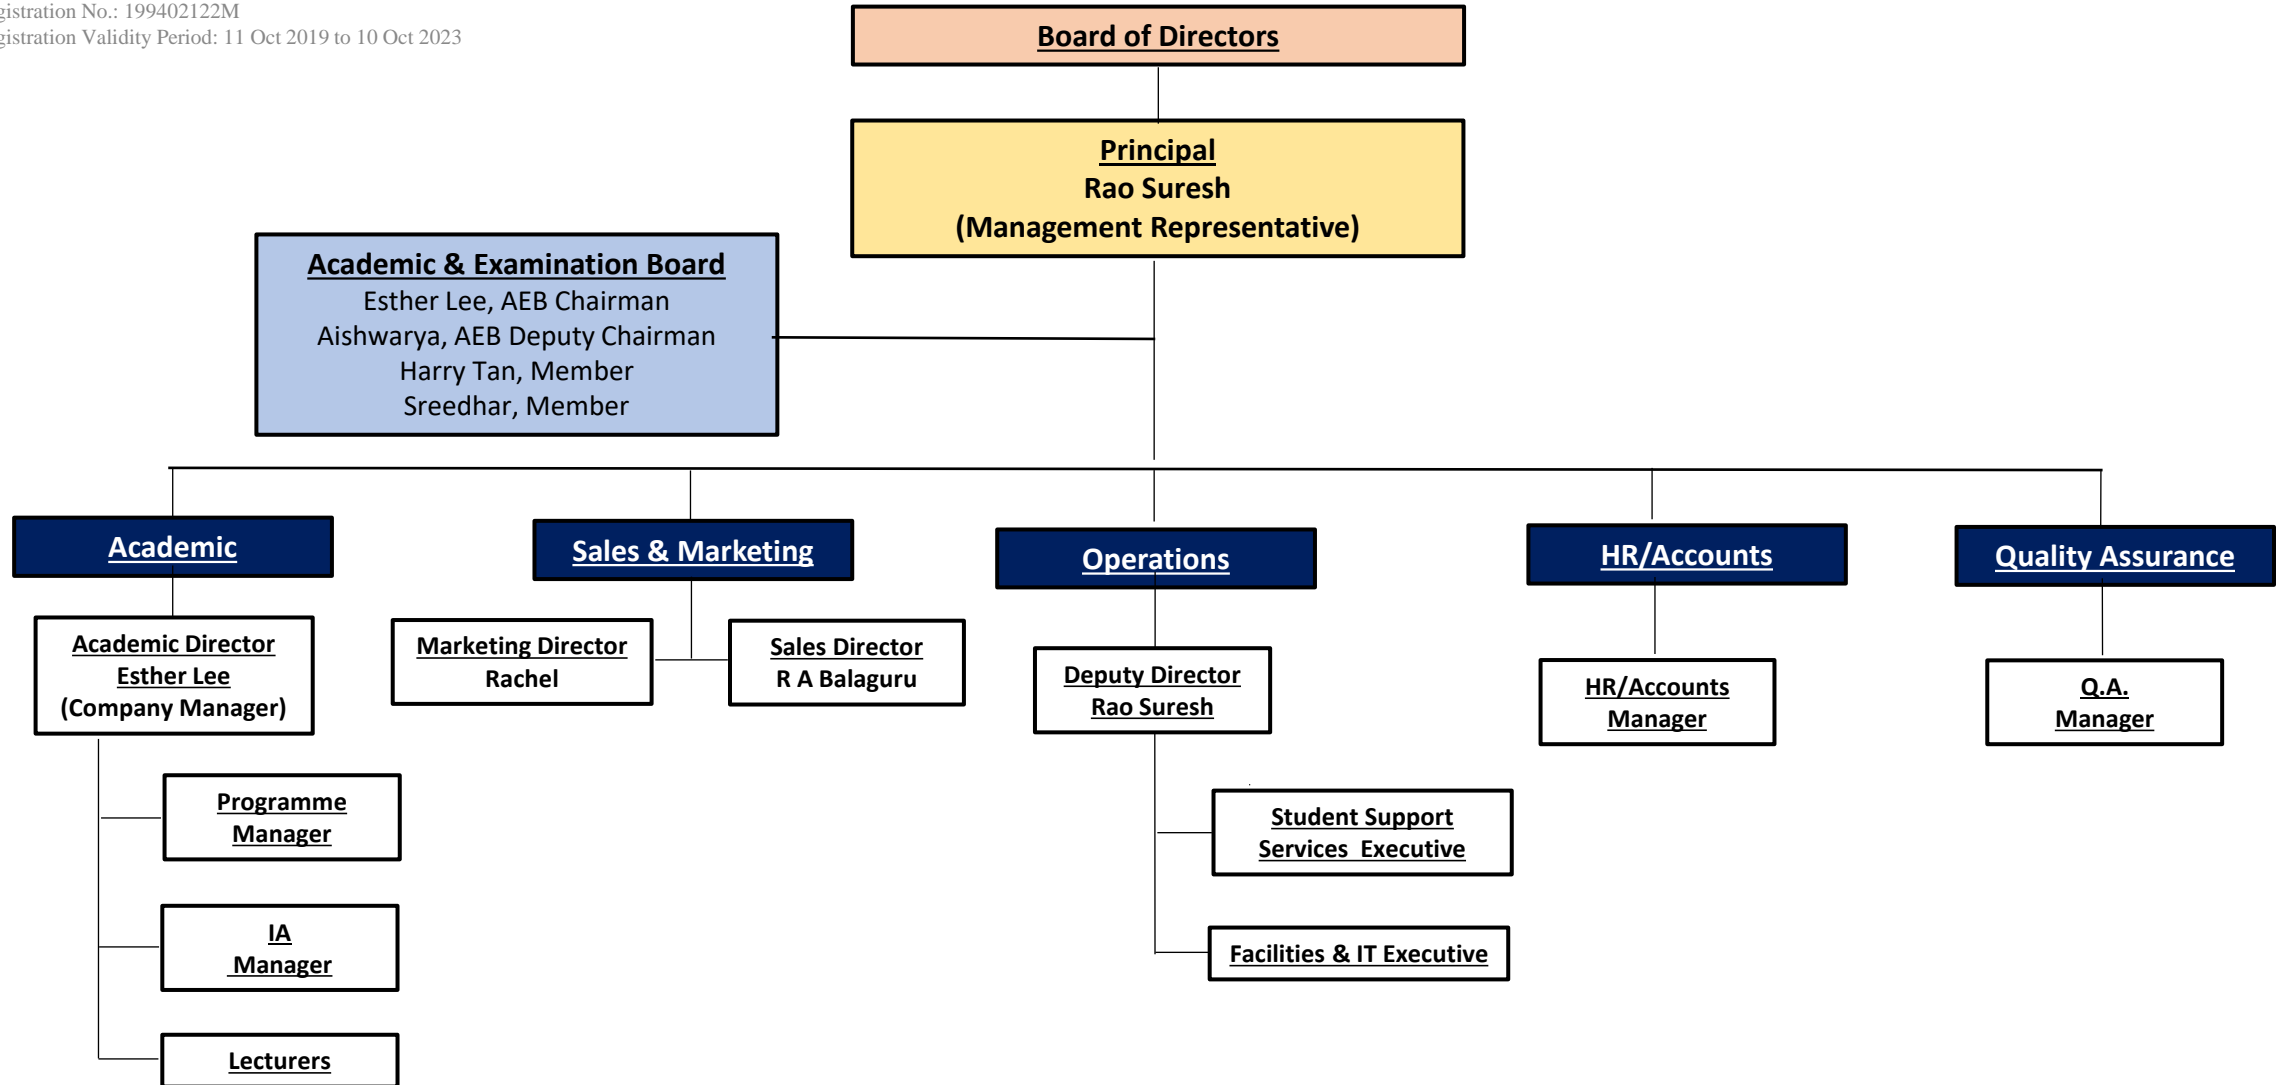 gistration No.: 199402122M
gistration Validity Period: 11 Oct 2019 to 10 Oct 2023
Board of Directors
Principal
Rao Suresh
(Management Representative)
Academic & Examination Board
Esther Lee, AEB Chairman
Aishwarya, AEB Deputy Chairman
Harry Tan, Member
Sreedhar, Member
Academic
Sales & Marketing
Operations
HR/Accounts
Quality Assurance
Academic Director
Esther Lee
(Company Manager)
Marketing Director
Rachel
Sales Director
R A Balaguru
Deputy Director
Rao Suresh
HR/Accounts
Manager
Q.A.
Manager
Programme
Manager
Student Support
Services Executive
IA
Manager
Facilities & IT Executive
Lecturers